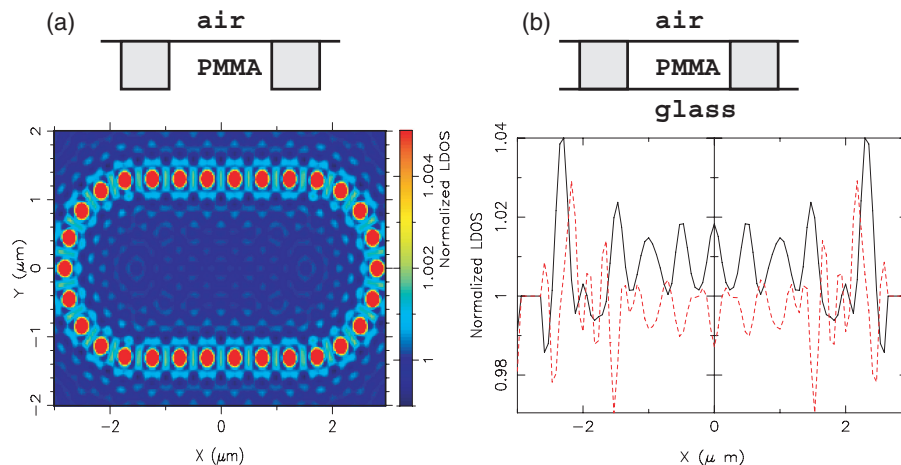 (a)
air
PMMA
2
1
0
-1
-2
Y (μm)
-2
0
2
X (μm)
1.004
1.002
1
Normalized LDOS
(b)
air
PMMA
glass
1.04
1.02
1
0.98
Normalized LDOS
-2
0
2
X (μ m)